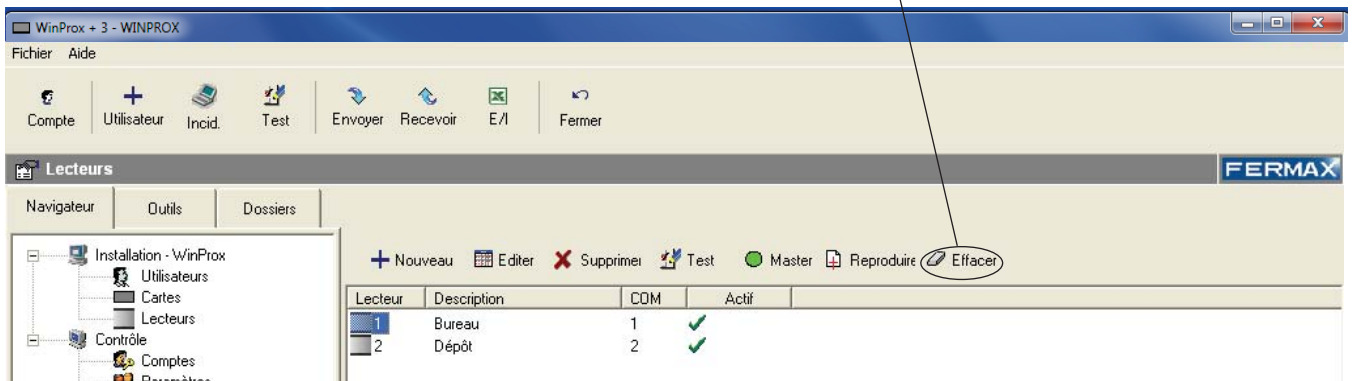 WinProx + 3 - WINPROX
Fichier Aide
Compte Utilisateur Incid. Test Envoyer Recevoir E/I Fermer
Lecteurs FERMAX
Navigateur Outils Dossiers
Installation - WinProx
Utilisateurs
Cartes
Lecteurs
Contrôle
Comptes
Paramètres
Nouveau Editer Supprimer Test Master Reproduire Effacer
Lecteur Description COM Actif
1 Bureau 1
2 Dépôt 2